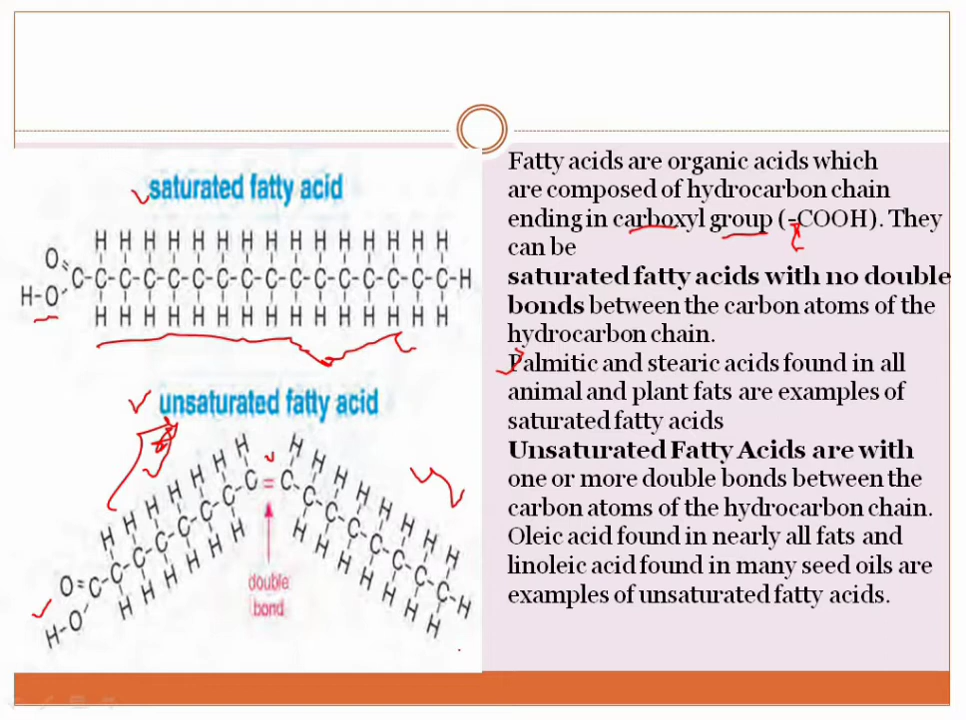 saturated fatty acid
H H H H H H H H H H H H H H H
O
C-C-C-C-C-C-C-C-C-C-C-C-C-C-C-C-H
H-O
H H H H H H H H H H H H H H H
unsaturated fatty acid
double
bond
Fatty acids are organic acids which
are composed of hydrocarbon chain
ending in carboxyl group (-COOH). They
can be
saturated fatty acids with no double
bonds between the carbon atoms of the
hydrocarbon chain.
Palmitic and stearic acids found in all
animal and plant fats are examples of
saturated fatty acids
Unsaturated Fatty Acids are with
one or more double bonds between the
carbon atoms of the hydrocarbon chain.
Oleic acid found in nearly all fats and
linoleic acid found in many seed oils are
examples of unsaturated fatty acids.